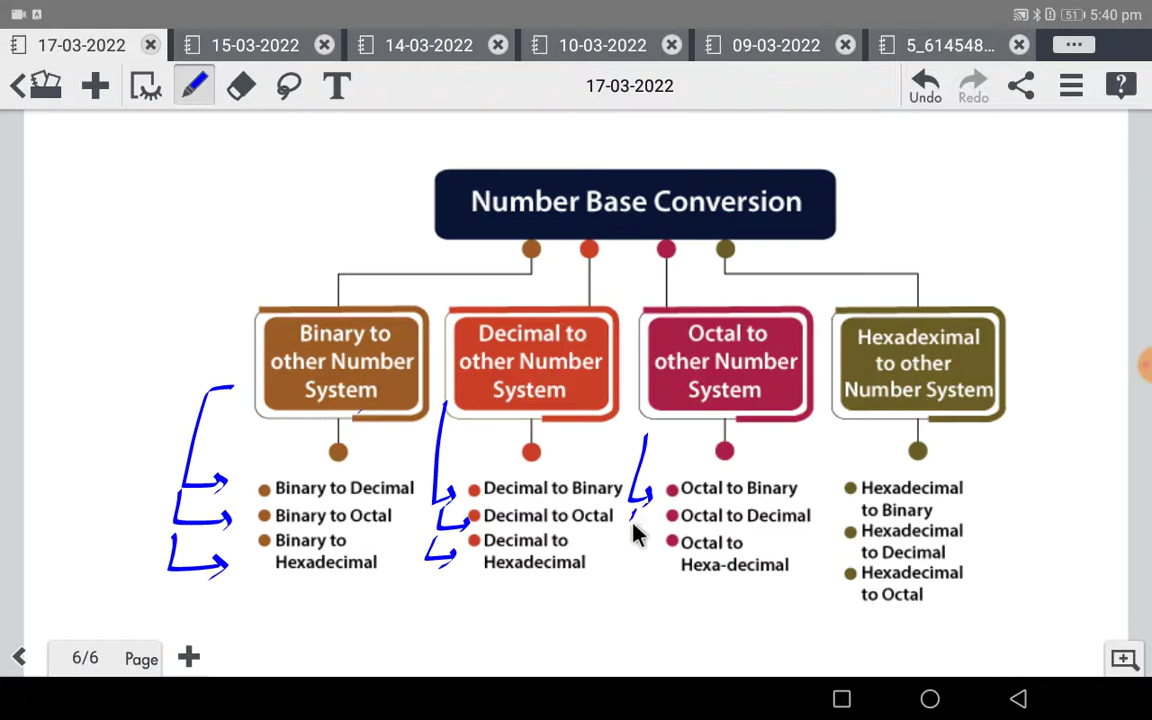 51 5:40 pm
17-03-2022 15-03-2022 14-03-2022 10-03-2022 09-03-2022 5_614548... ...
T 17-03-2022 Undo Redo ?
Number Base Conversion
Binary to
other Number
System
Decimal to
other Number
System
Octal to
other Number
System
Hexadeximal
to other
Number System
Binary to Decimal
Binary to Octal
Binary to
Hexadecimal
Decimal to Binary
Decimal to Octal
Decimal to
Hexadecimal
Octal to Binary
Octal to Decimal
Octal to
Hexa-decimal
Hexadecimal
to Binary
Hexadecimal
to Decimal
Hexadecimal
to Octal
6/6 Page